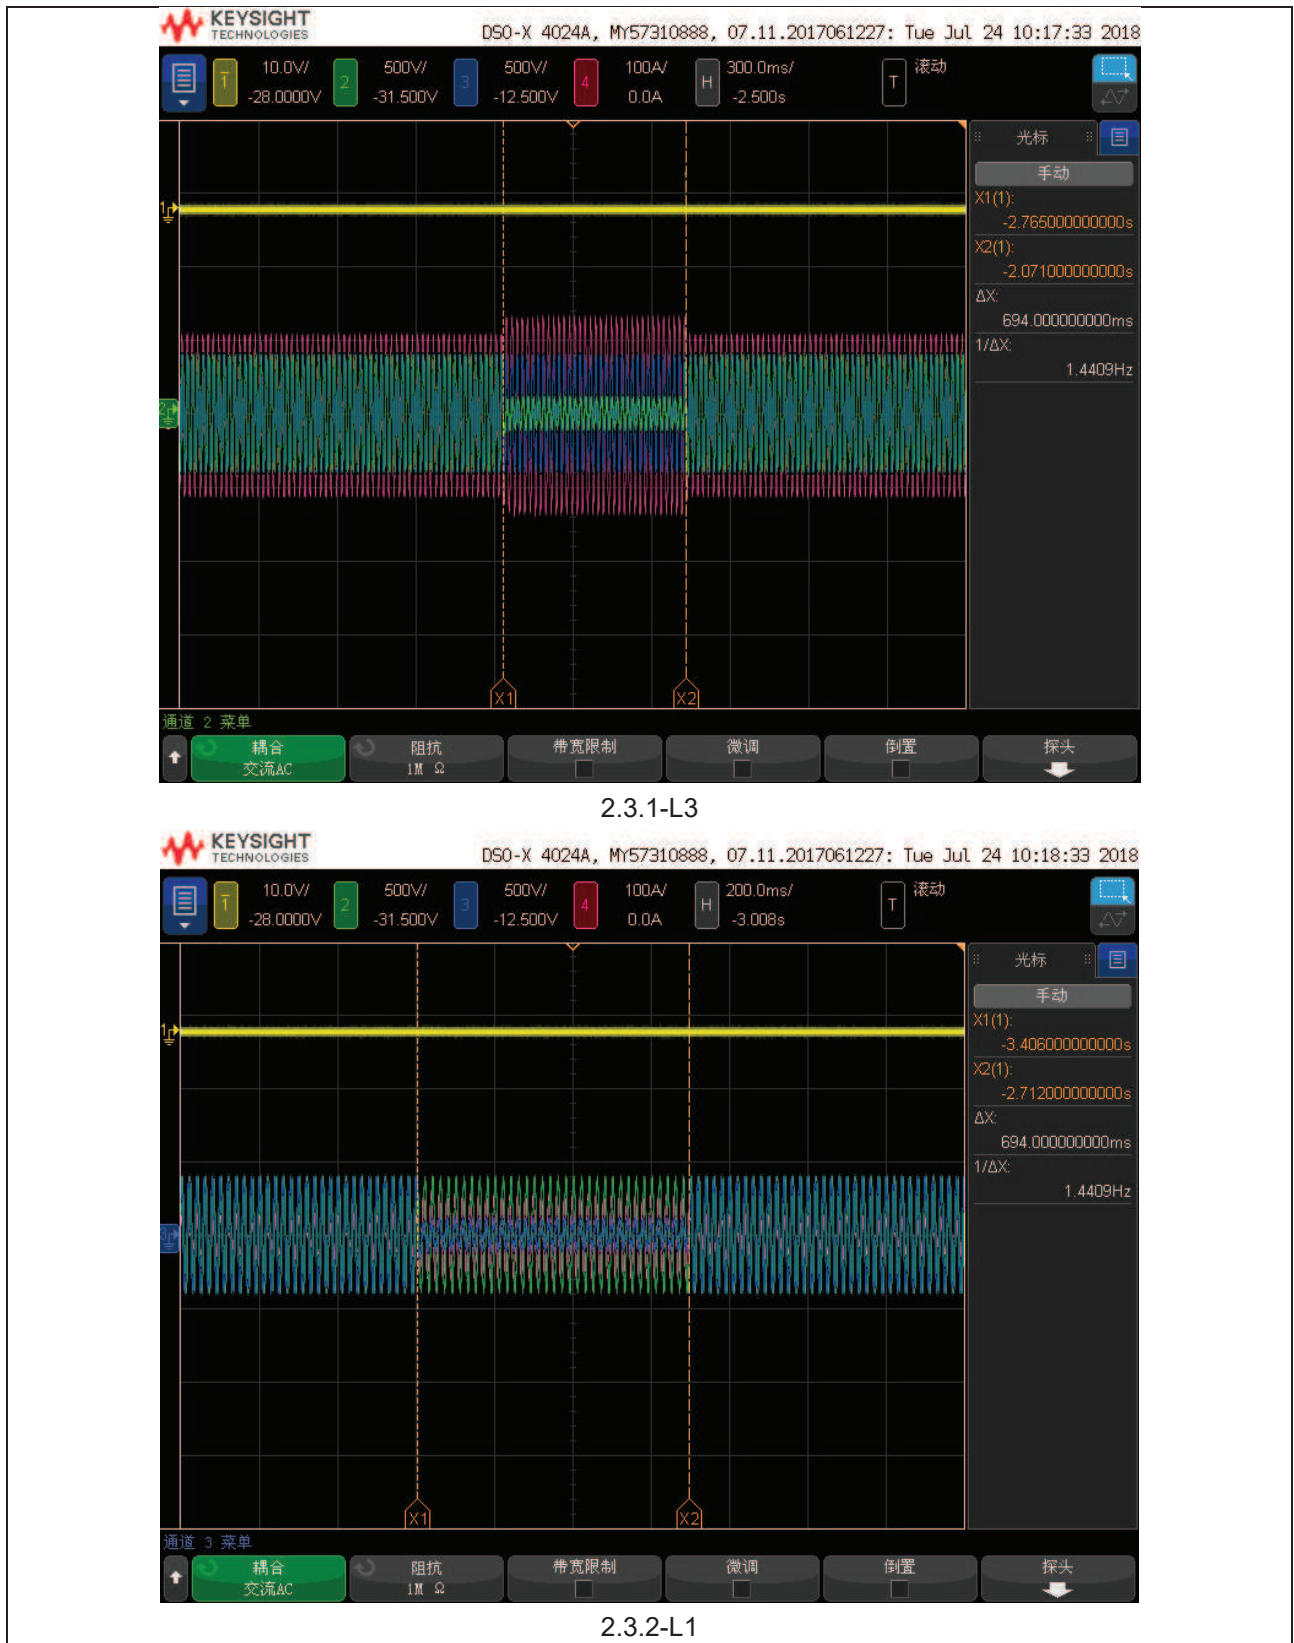 KEYSIGHT
TECHNOLOGIES
DSO-X 4024A, MY57310888, 07.11.2017061227: Tue Jul 24 10:17:33 2018
1 10.0V/ 2 500V/ 3 500V/ 4 100A/ H 300.0ms/ T 滚动
-28.0000V -31.500V -12.500V 0.0A -2.500s
光标
手动
X1(1):
-2.765000000000s
X2(1):
-2.071000000000s
ΔX:
694.000000000ms
1/ΔX:
1.4409Hz
1
2
X1 X2
通道 2 菜单
耦合 阻抗 带宽限制 微调 倒置 探头
交流AC 1M Ω
2.3.1-L3
KEYSIGHT
TECHNOLOGIES
DSO-X 4024A, MY57310888, 07.11.2017061227: Tue Jul 24 10:18:33 2018
1 10.0V/ 2 500V/ 3 500V/ 4 100A/ H 200.0ms/ T 滚动
-28.0000V -31.500V -12.500V 0.0A -3.008s
光标
手动
X1(1):
-3.406000000000s
X2(1):
-2.712000000000s
ΔX:
694.000000000ms
1/ΔX:
1.4409Hz
1
3
X1 X2
通道 3 菜单
耦合 阻抗 带宽限制 微调 倒置 探头
交流AC 1M Ω
2.3.2-L1